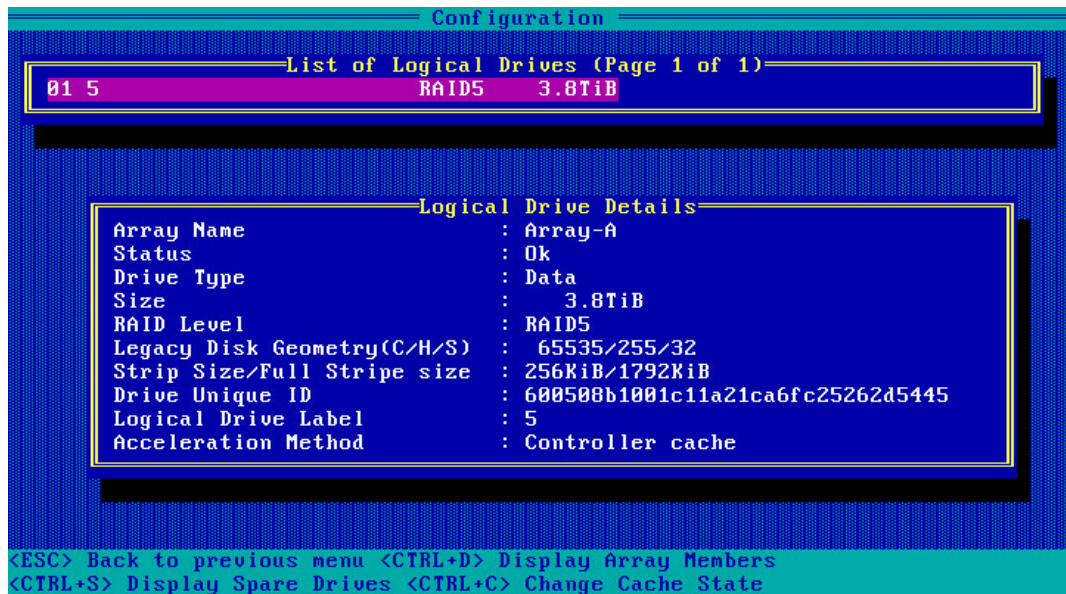 Configuration
List of Logical Drives (Page 1 of 1)
01 5 RAID5 3.8TiB
Logical Drive Details
Array Name : Array-A
Status : Ok
Drive Type : Data
Size : 3.8TiB
RAID Level : RAID5
Legacy Disk Geometry(C/H/S) : 65535/255/32
Strip Size/Full Stripe size : 256KiB/1792KiB
Drive Unique ID : 600508b1001c11a21ca6fc25262d5445
Logical Drive Label : 5
Acceleration Method : Controller cache
<ESC> Back to previous menu <CTRL+D> Display Array Members
<CTRL+S> Display Spare Drives <CTRL+C> Change Cache State